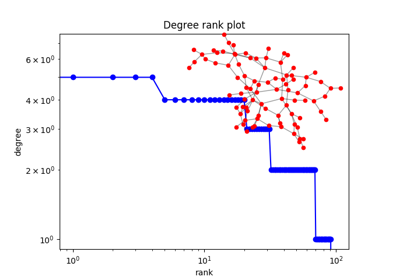 Degree rank plot
degree
6 × 10⁰
4 × 10⁰
3 × 10⁰
2 × 10⁰
10⁰
10⁰
10¹
10²
rank